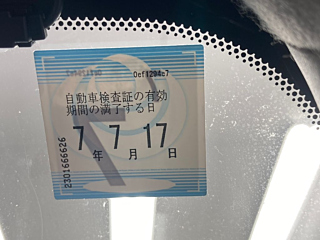 0ef1294c7
自動車検査証の有効
期間の満了する日
7 7 17
年 月 日
2301666626